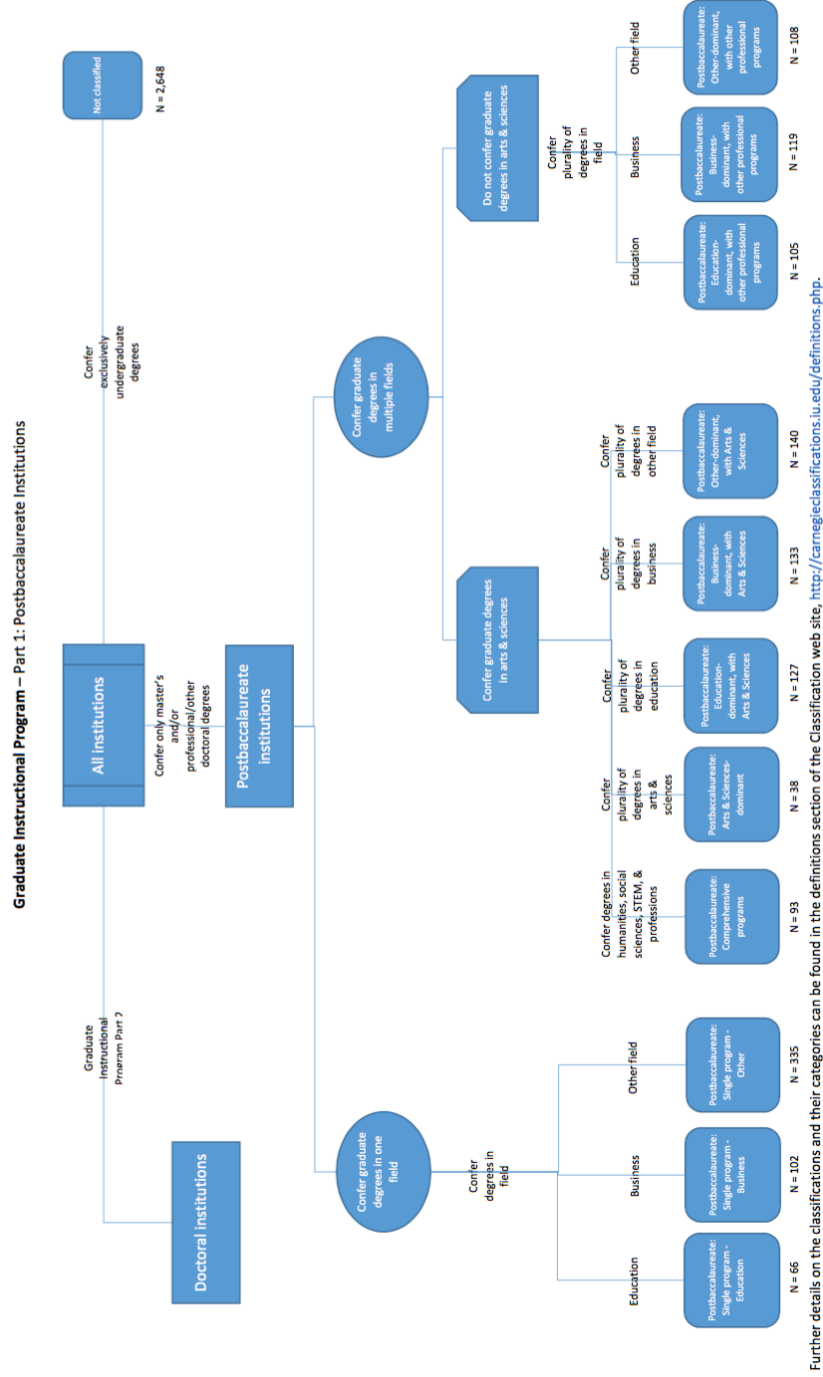 Graduate Instructional Program – Part 1: Postbaccalaureate Institutions
All institutions
Not classified
N = 2,648
Graduate
Instructional
Program Part 2
Confer only master's
and/or
professional/other
doctoral degrees
Confer
exclusively
undergraduate
degrees
Doctoral institutions
Postbaccalaureate
institutions
Confer graduate
degrees in one
field
Confer graduate
degrees in
multiple fields
Confer
degrees in
field
Confer graduate degrees
in arts & sciences
Do not confer graduate
degrees in arts & sciences
Confer
plurality of
degrees in
field
Education
Business
Other field
Confer degrees in
humanities, social
sciences, STEM, &
professions
Confer
plurality of
degrees in
arts &
sciences
Confer
plurality of
degrees in
education
Confer
plurality of
degrees in
business
Confer
plurality of
degrees in
other field
Education
Business
Other field
Postbaccalaureate:
Single program -
Education
N = 66
Postbaccalaureate:
Single program -
Business
N = 102
Postbaccalaureate:
Single program -
Other
N = 335
Postbaccalaureate:
Comprehensive
programs
N = 93
Postbaccalaureate:
Arts & Sciences-
dominant
N = 38
Postbaccalaureate:
Education-
dominant, with
Arts & Sciences
N = 127
Postbaccalaureate:
Business-
dominant, with
Arts & Sciences
N = 133
Postbaccalaureate:
Other-dominant,
with Arts &
Sciences
N = 140
Postbaccalaureate:
Education-
dominant, with
other professional
programs
N = 105
Postbaccalaureate:
Business-
dominant, with
other professional
programs
N = 119
Postbaccalaureate:
Other-dominant,
with other
professional
programs
N = 108
Further details on the classifications and their categories can be found in the definitions section of the Classification web site, http://carnegieclassifications.iu.edu/definitions.php.